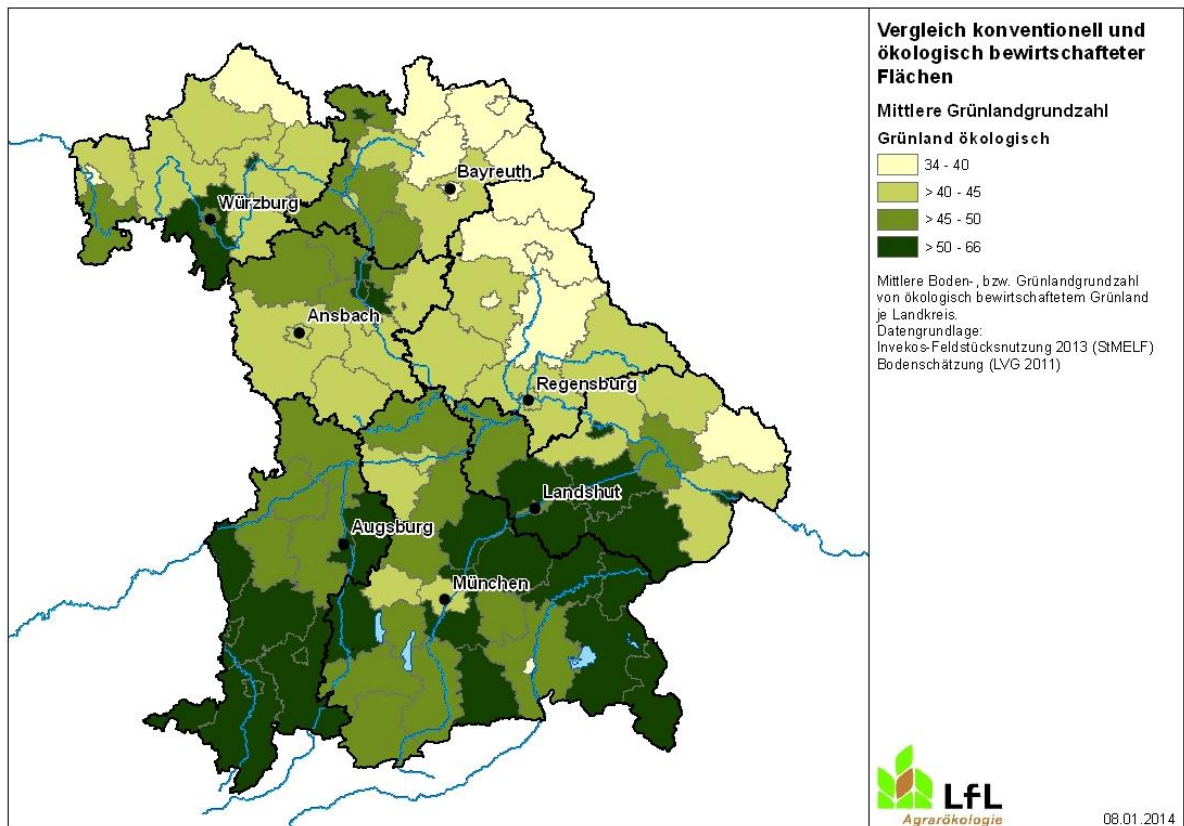 Vergleich konventionell und
ökologisch bewirtschafteter
Flächen
Mittlere Grünlandgrundzahl
Grünland ökologisch
34 - 40
> 40 - 45
> 45 - 50
> 50 - 66
Mittlere Boden-, bzw. Grünlandgrundzahl
von ökologisch bewirtschaftetem Grünland
je Landkreis.
Datengrundlage:
Invekos-Feldstücksnutzung 2013 (StMELF)
Bodenschätzung (LVG 2011)
Bayreuth
Würzburg
Ansbach
Regensburg
Landshut
Augsburg
München
LfL
Agrarökologie
08.01.2014